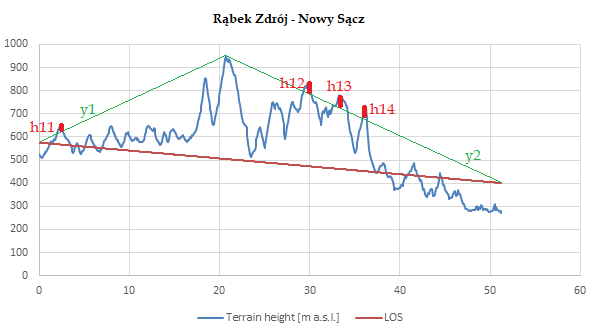 Rąbek Zdrój - Nowy Sącz
1000
900
800
700
600
500
400
300
200
100
0
0 10 20 30 40 50 60
h11
y1
h12
h13
h14
y2
Terrain height [m a.s.l.] LOS